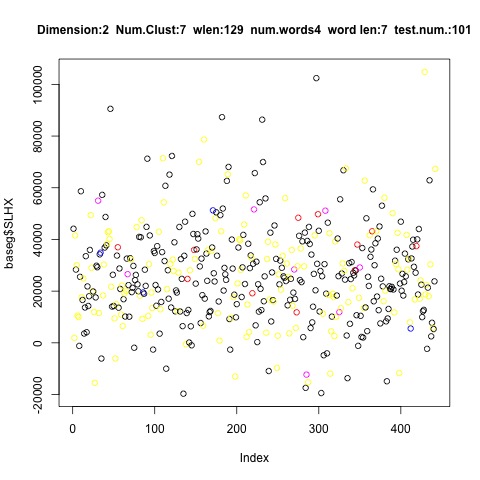 Dimension:2 Num.Clust:7 wlen:129 num.words4 word len:7 test.num.:101
100000
80000
60000
40000
20000
0
-20000
baseg$SLHX
0 100 200 300 400
Index